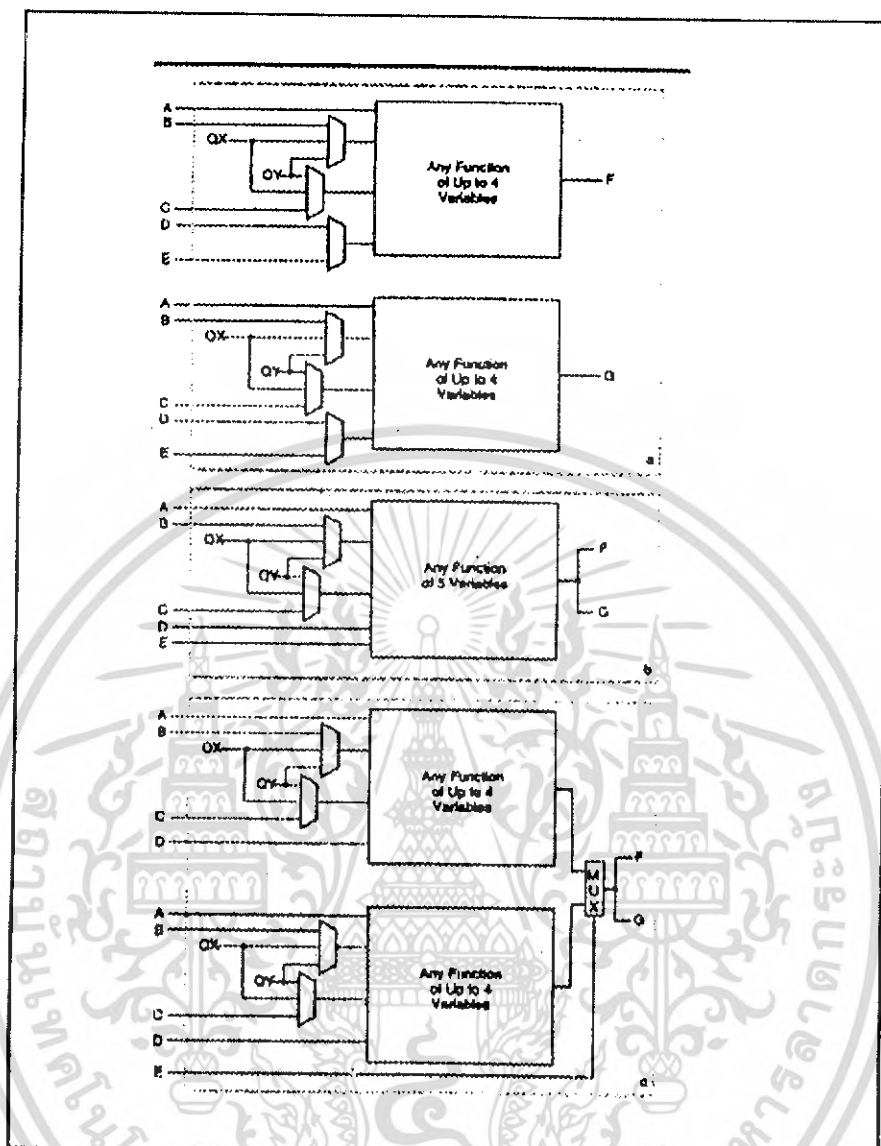 A
B
QX
QY
C
D
E
Any Function
of Up to 4
Variables
F
A
B
QX
QY
C
D
E
Any Function
of Up to 4
Variables
G
a
A
B
QX
QY
C
D
E
Any Function
of 5 Variables
F
G
b
A
B
QX
QY
C
D
Any Function
of Up to 4
Variables
A
B
QX
QY
C
D
E
Any Function
of Up to 4
Variables
MUX
F
G